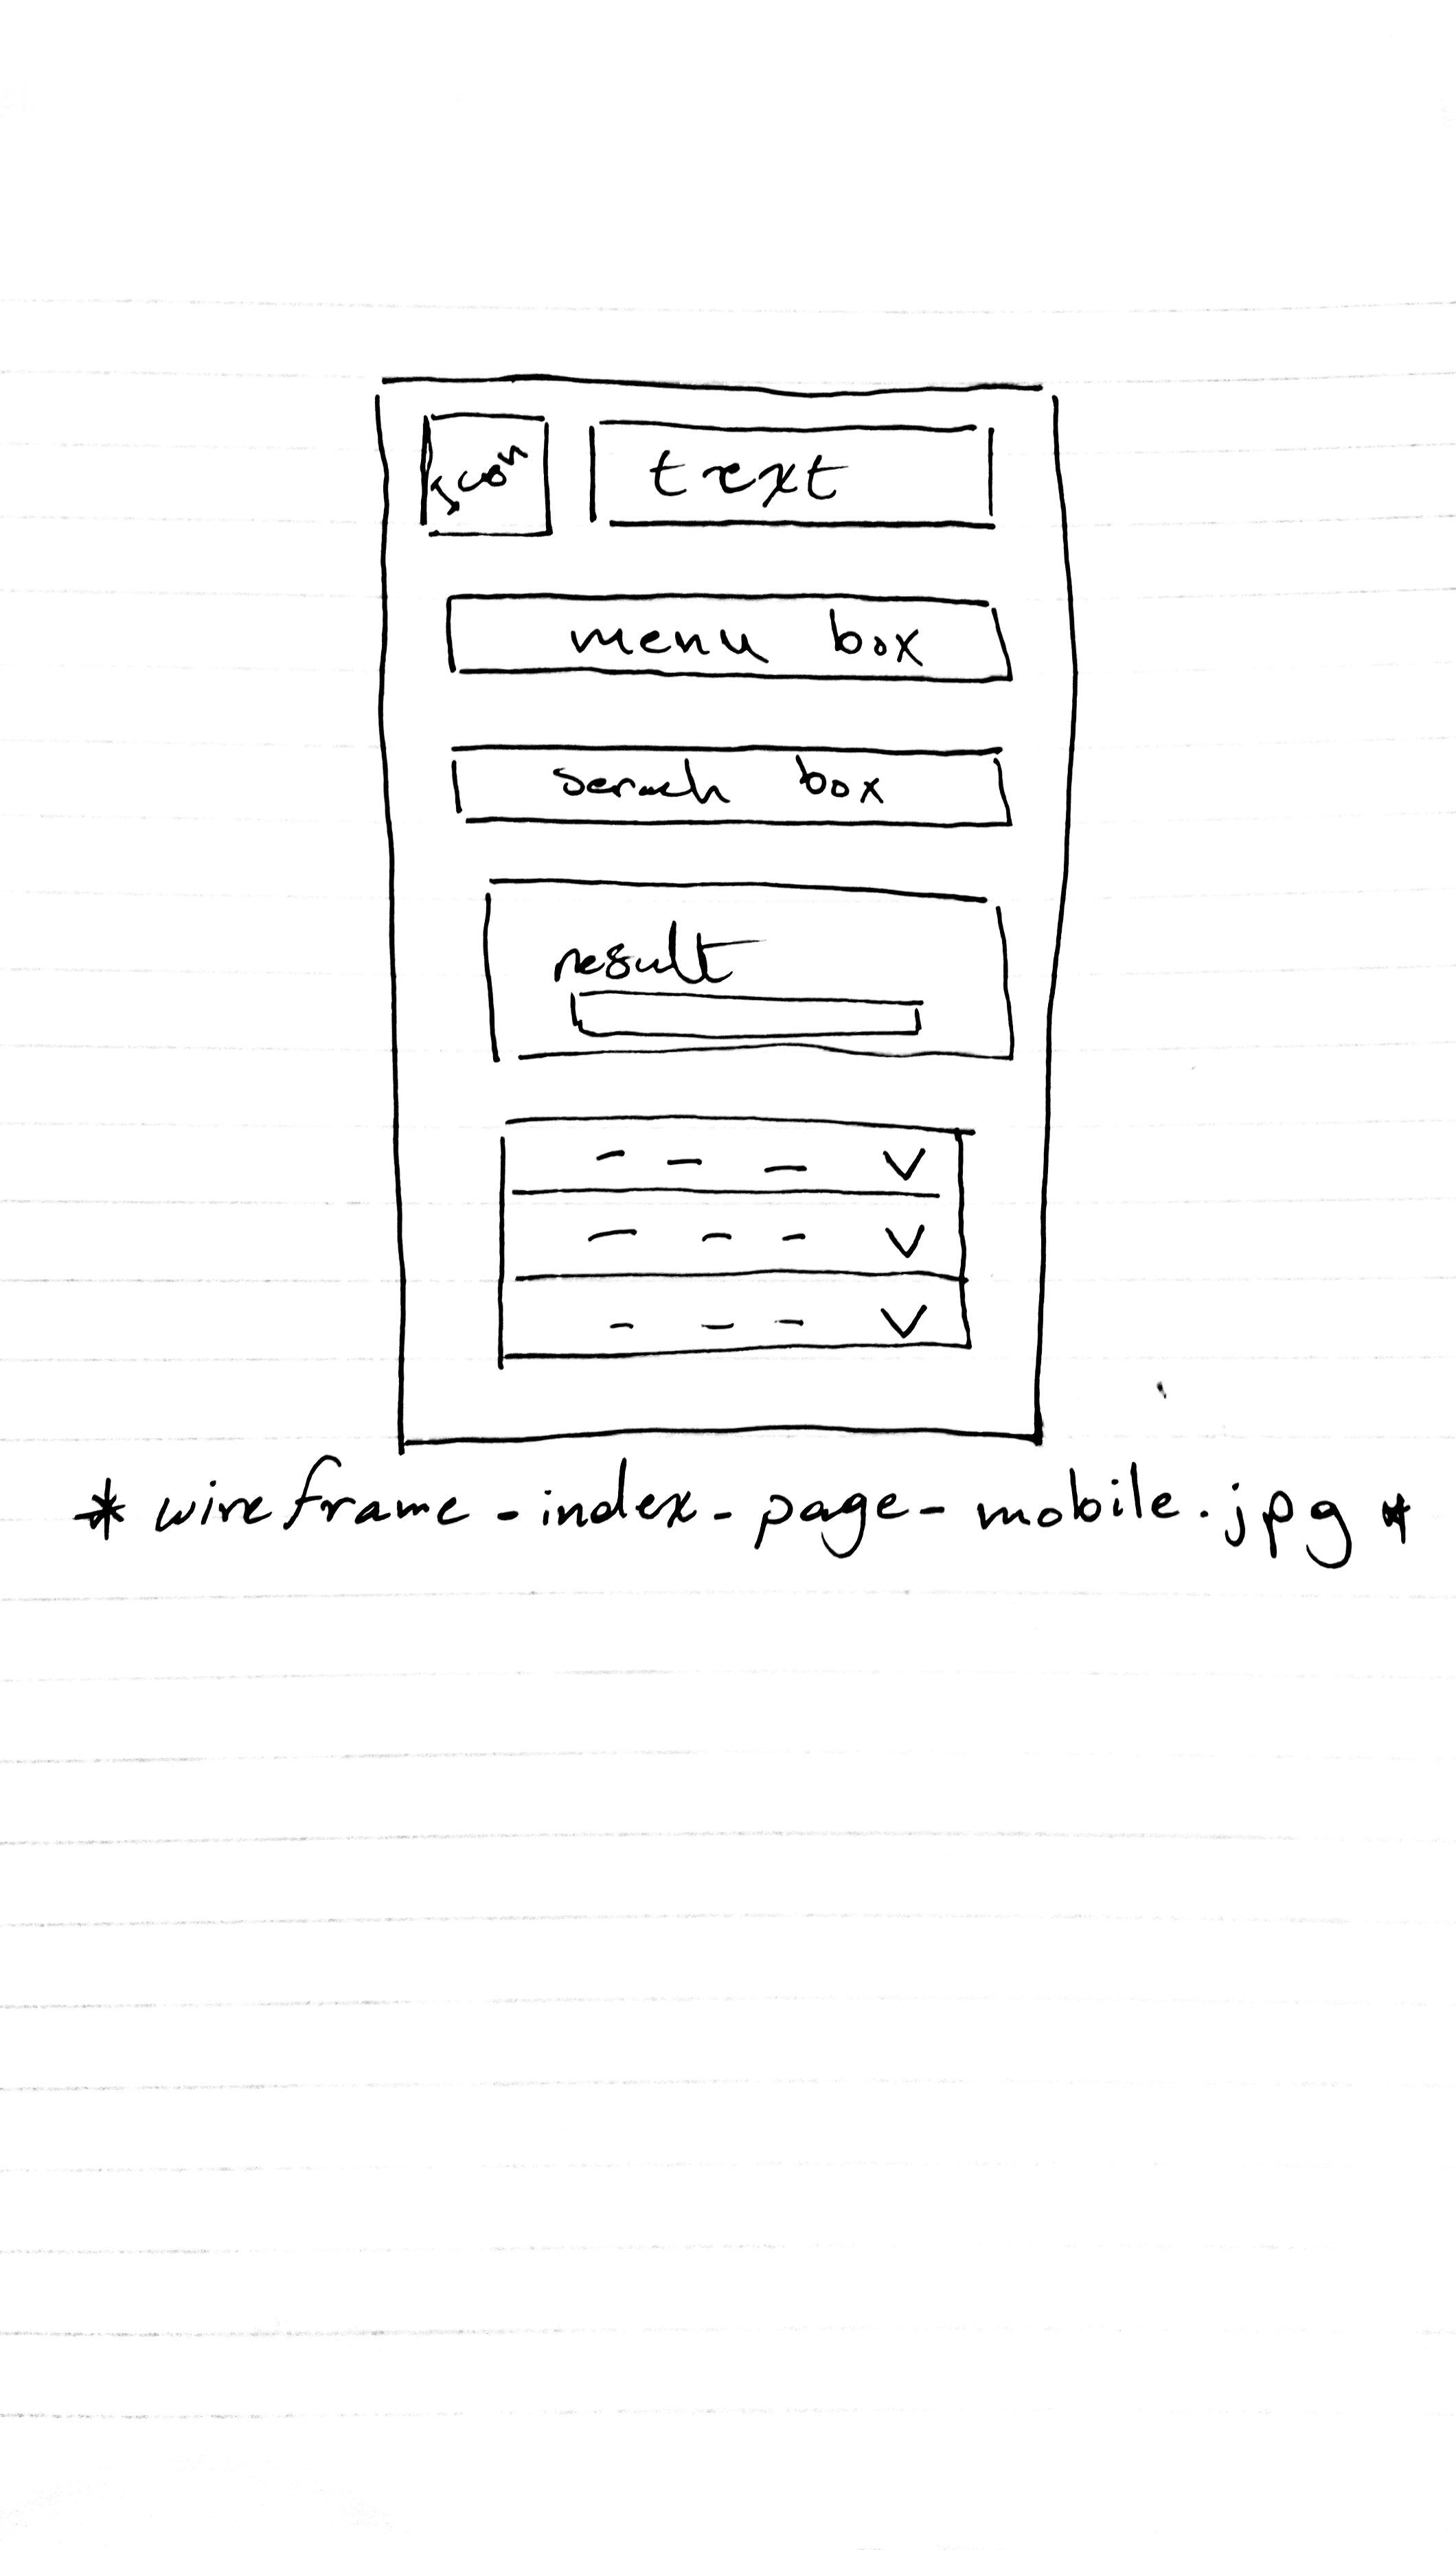 Icon
text
menu box
serach box
result
- - - V
- - - V
- - - V
* wireframe-index-page-mobile.jpg *